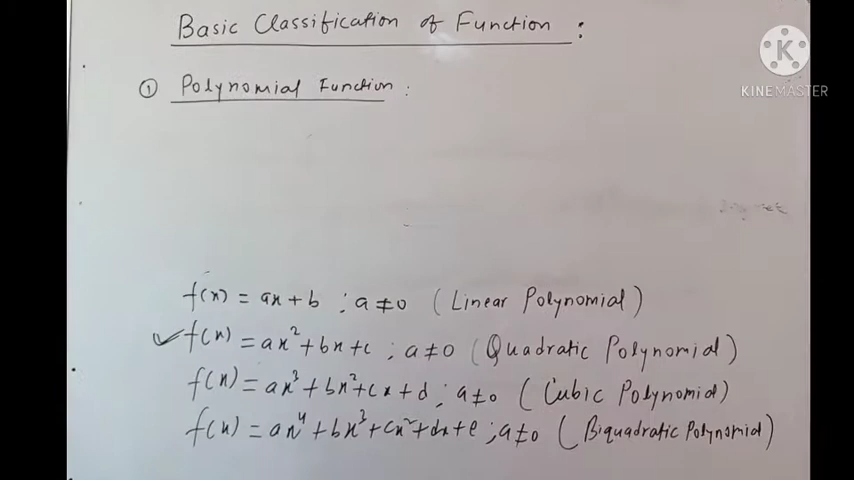 Basic Classification of Function :
K
KINEMASTER
① Polynomial Function :
f(x) = ax + b ; a ≠ 0 (Linear Polynomial)
✓ f(x) = ax² + bx + c ; a ≠ 0 (Quadratic Polynomial)
f(x) = ax³ + bx² + cx + d ; a ≠ 0 (Cubic Polynomial)
f(x) = ax⁴ + bx³ + cx² + dx + e ; a ≠ 0 (Biquadratic Polynomial)